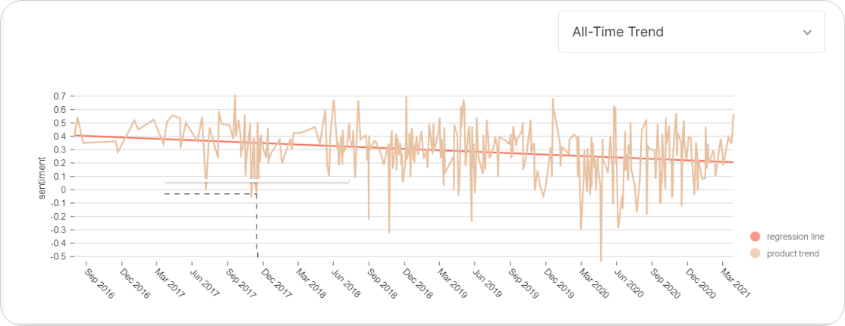 All-Time Trend
0.7
0.6
0.5
0.4
0.3
0.2
0.1
0
-0.1
-0.2
-0.3
-0.4
-0.5
sentiment
Sep 2016
Dec 2016
Mar 2017
Jun 2017
Sep 2017
Dec 2017
Mar 2018
Jun 2018
Sep 2018
Dec 2018
Mar 2019
Jun 2019
Sep 2019
Dec 2019
Mar 2020
Jun 2020
Sep 2020
Dec 2020
Mar 2021
regression line
product trend